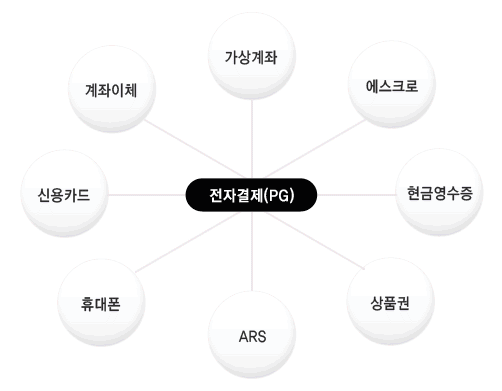 가상계좌
계좌이체
에스크로
신용카드
전자결제(PG)
현금영수증
휴대폰
상품권
ARS